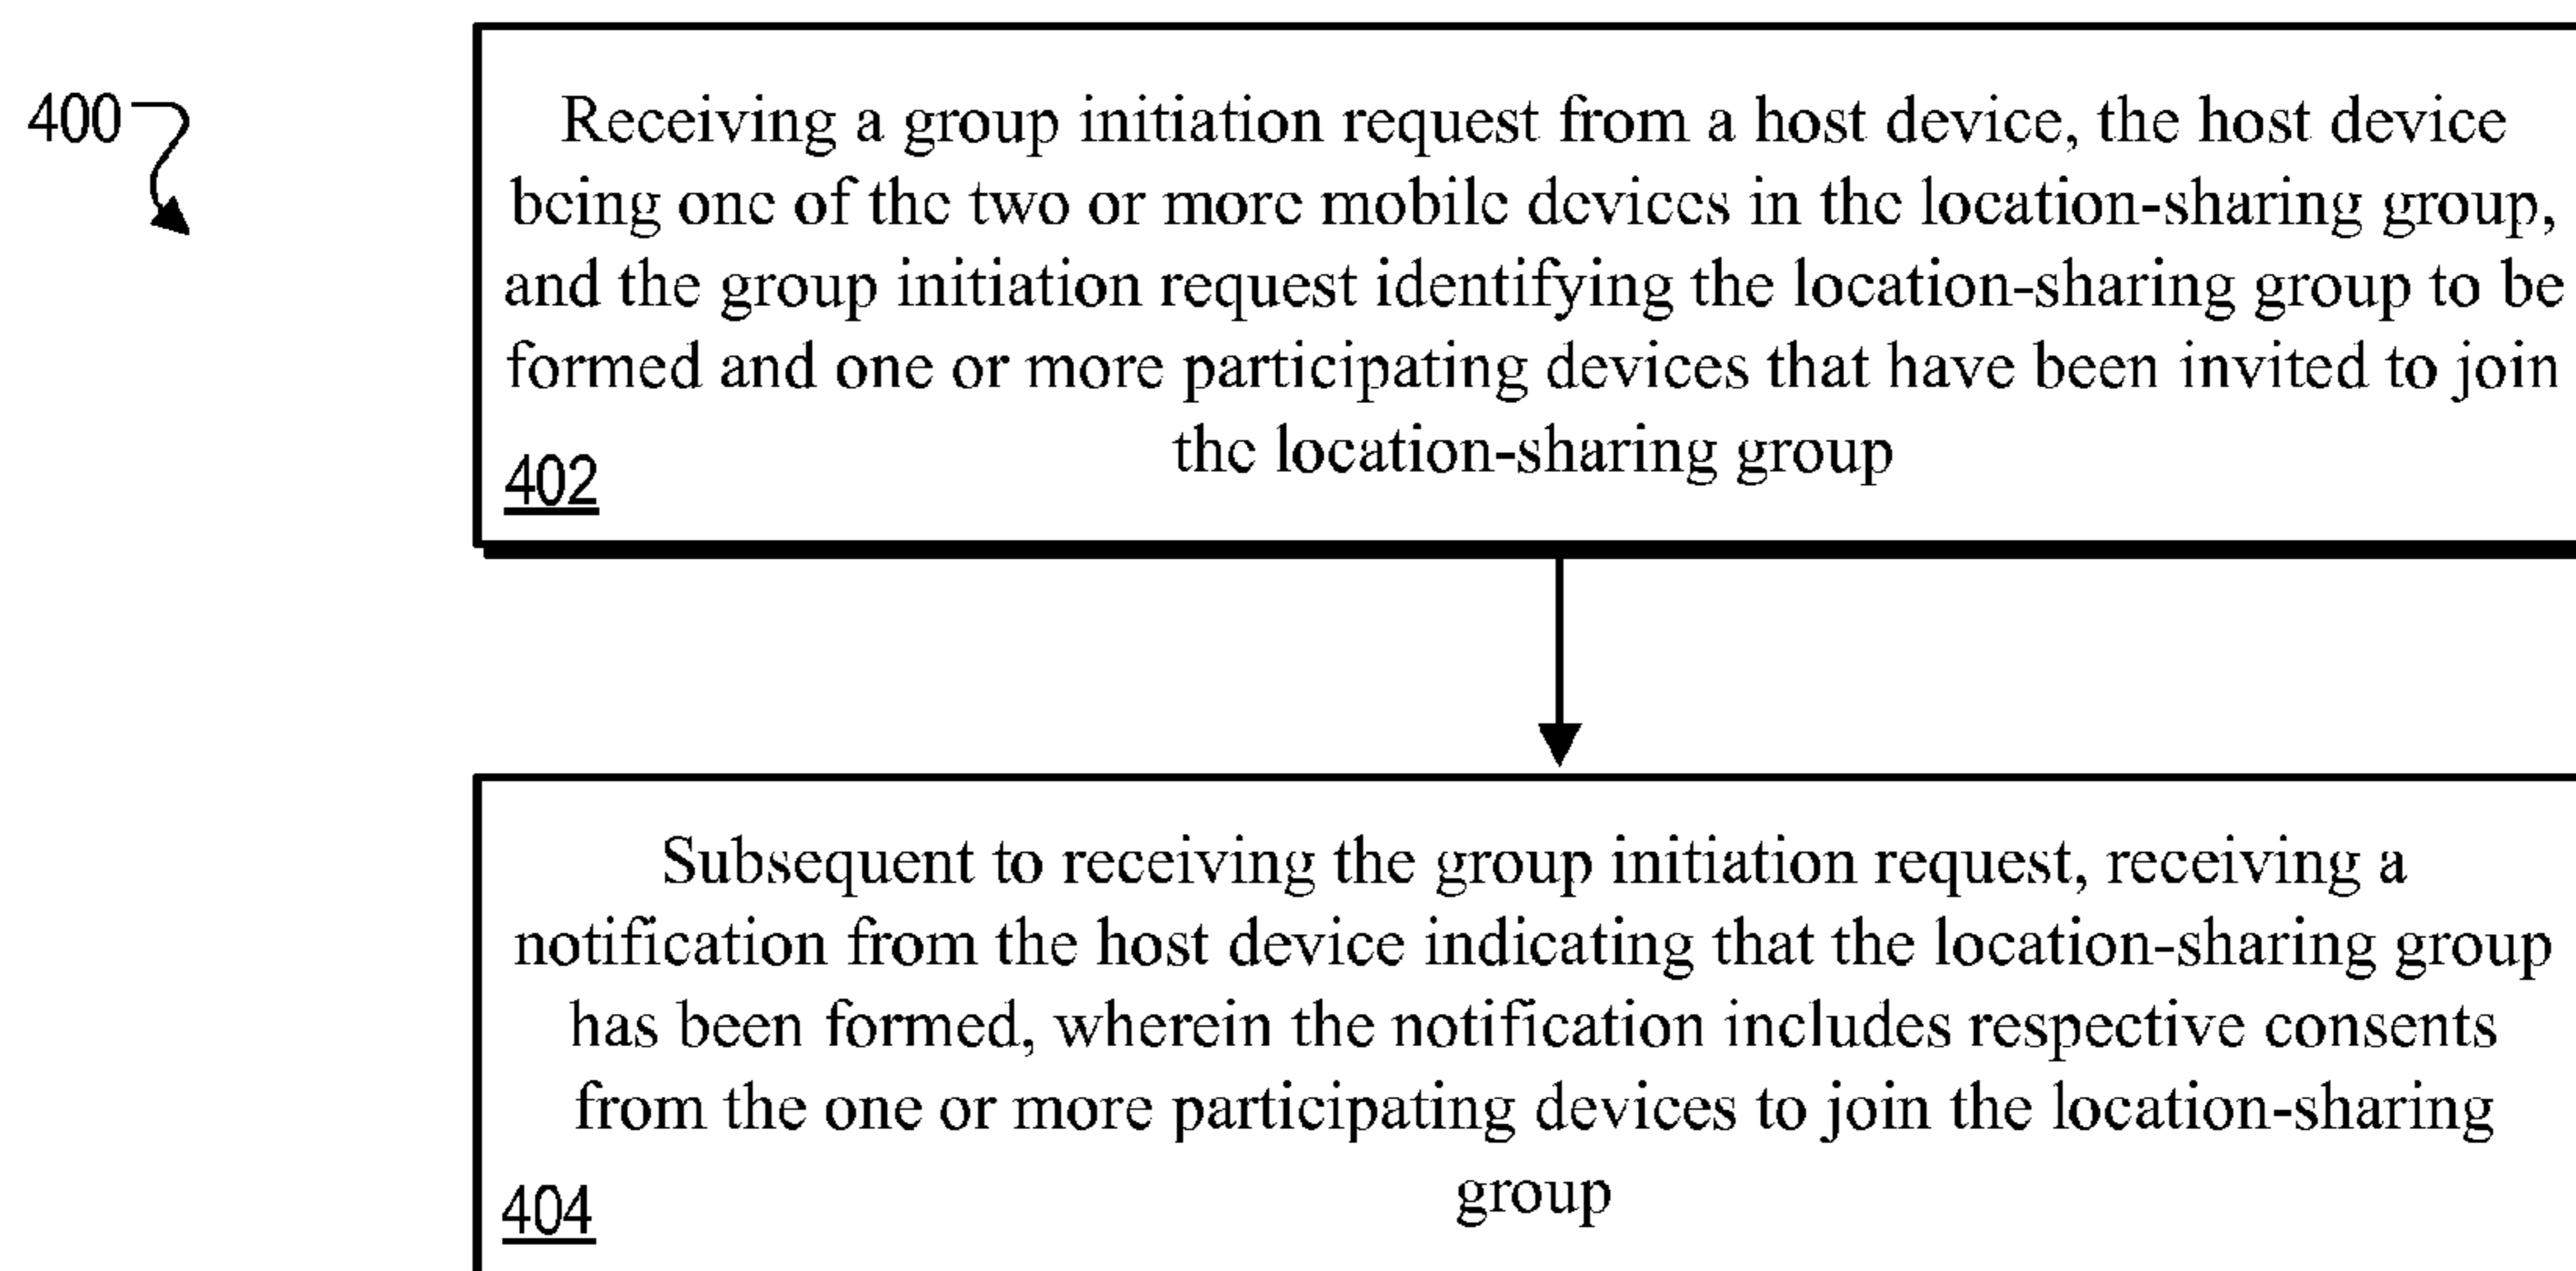 400
Receiving a group initiation request from a host device, the host device
being one of the two or more mobile devices in the location-sharing group,
and the group initiation request identifying the location-sharing group to be
formed and one or more participating devices that have been invited to join
the location-sharing group
402
Subsequent to receiving the group initiation request, receiving a
notification from the host device indicating that the location-sharing group
has been formed, wherein the notification includes respective consents
from the one or more participating devices to join the location-sharing
group
404